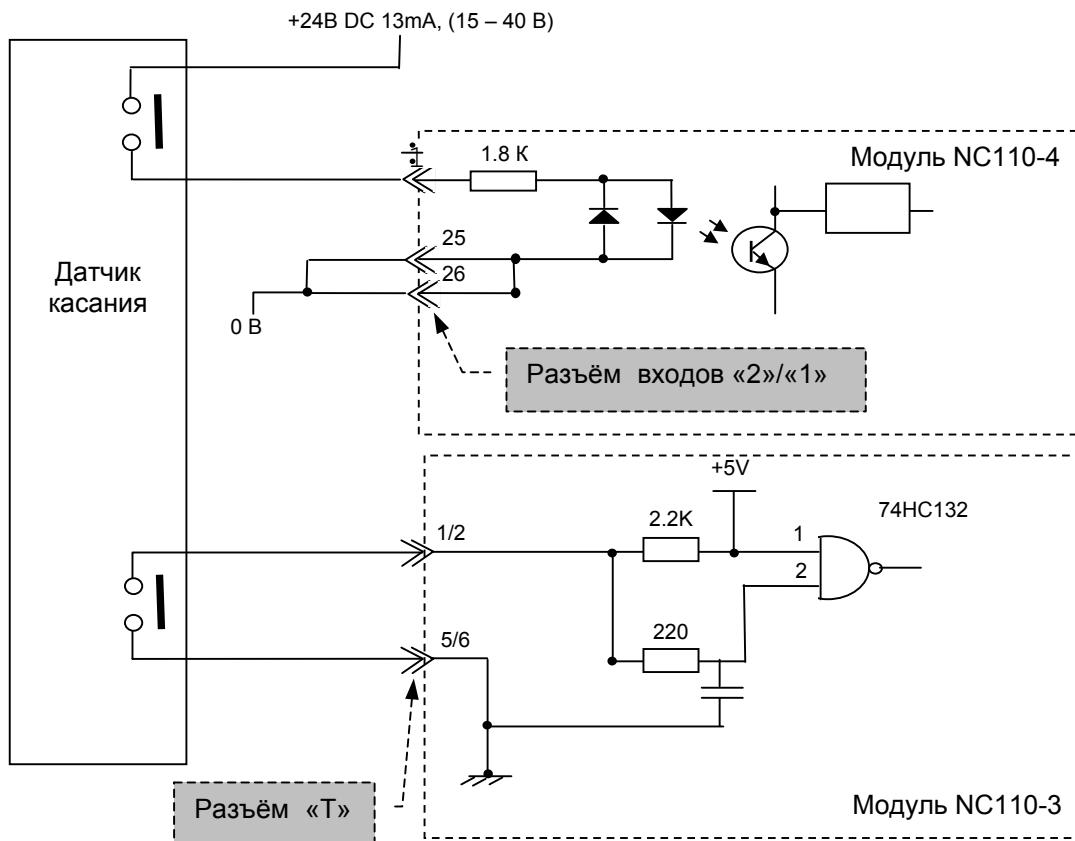 +24В DC 13mA, (15 – 40 В)
1.8 К
Модуль NC110-4
25
26
Датчик
касания
0 В
Разъём входов «2»/«1»
+5V
74HC132
1/2
2.2K
1
2
5/6
220
Разъём «Т»
Модуль NC110-3